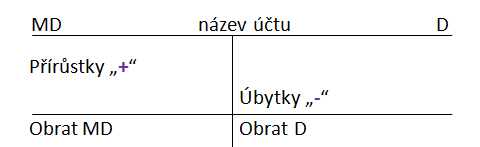 MD název účtu D
Přírůstky „+“
Úbytky „-“
Obrat MD Obrat D